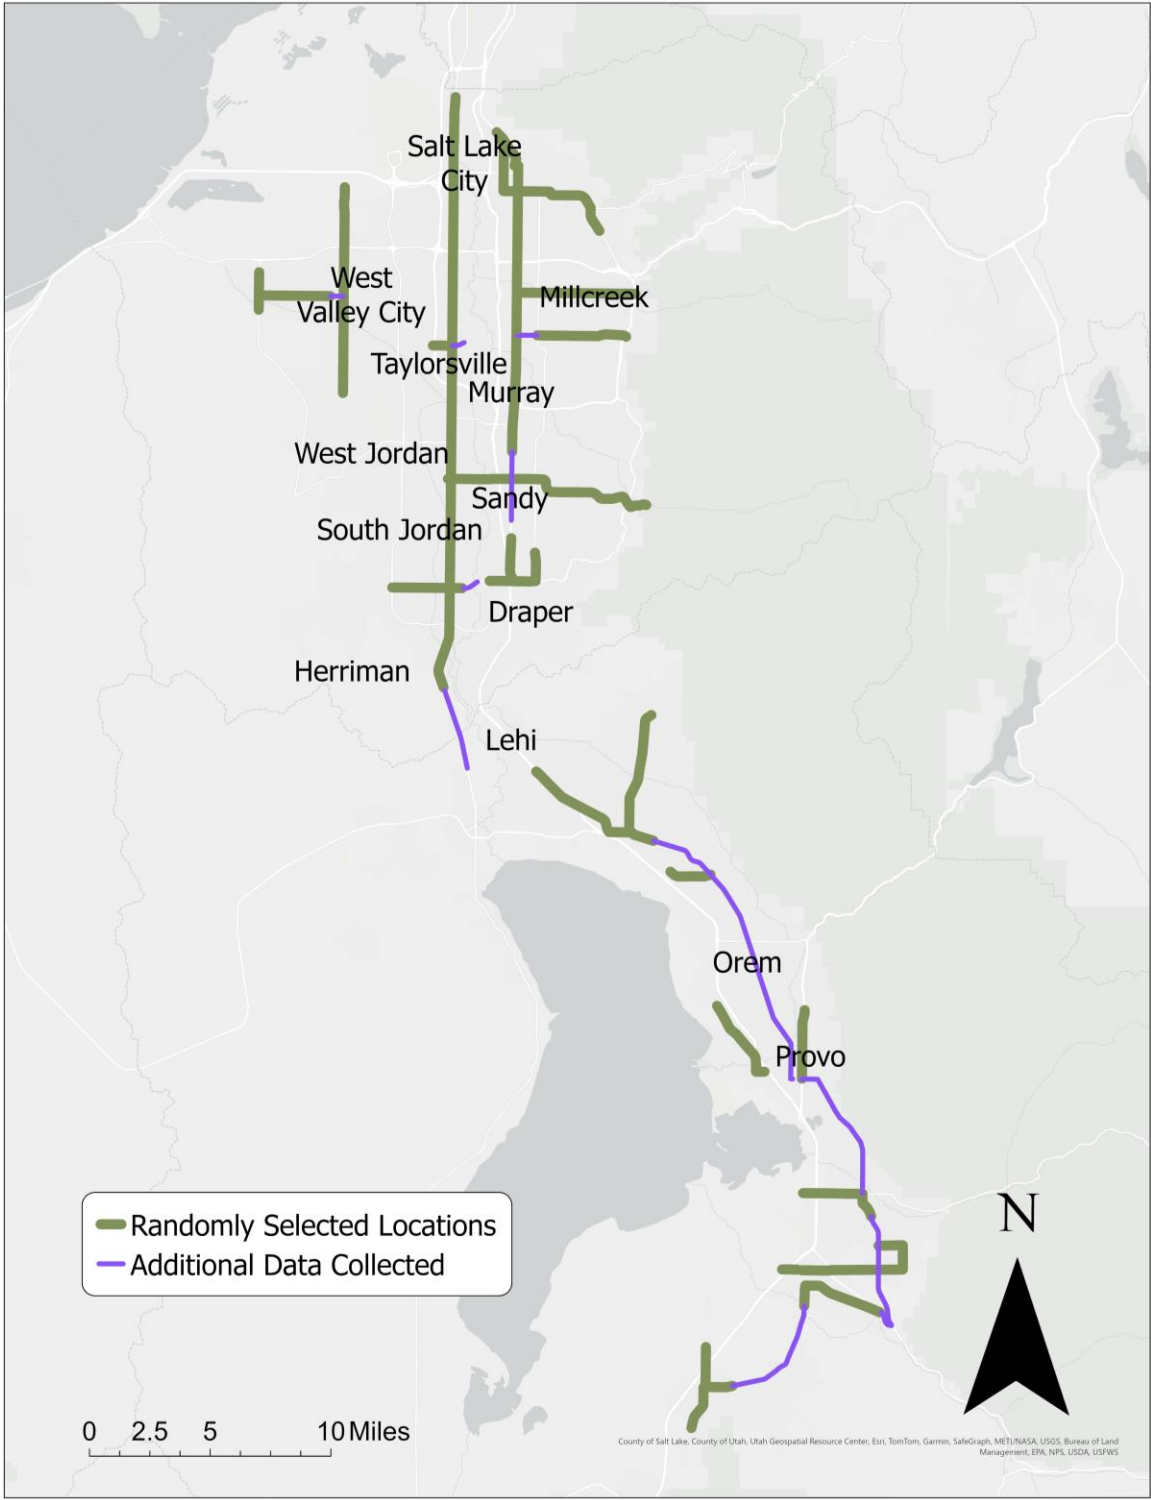 Salt Lake
City
West
Valley City
Millcreek
Taylorsville
Murray
West Jordan
Sandy
South Jordan
Draper
Herriman
Lehi
Orem
Provo
Randomly Selected Locations
Additional Data Collected
N
0 2.5 5 10 Miles
County of Salt Lake, County of Utah, Utah Geospatial Resource Center, Esri, TomTom, Garmin, SafeGraph, METI/NASA, USGS, Bureau of Land
Management, EPA, NPS, USDA, USFWS